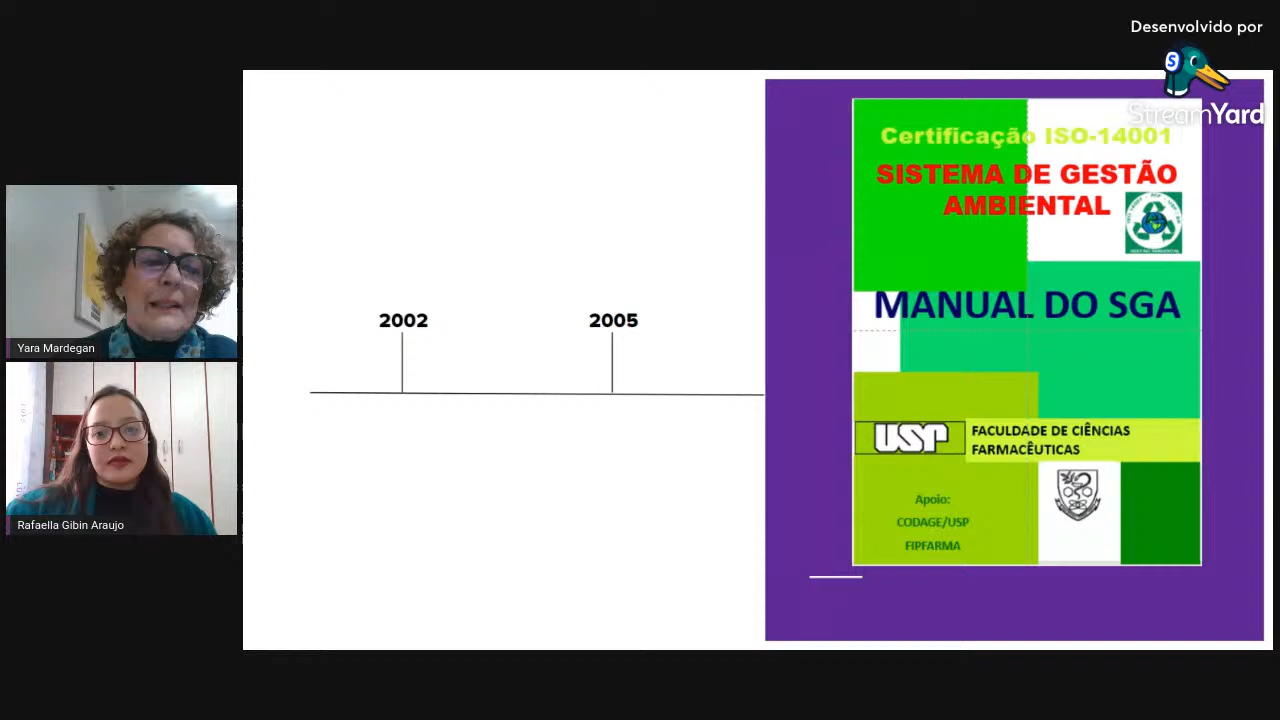 Desenvolvido por
StreamYard
Yara Mardegan
Rafaella Gibin Araujo
2002
2005
Certificação ISO-14001
SISTEMA DE GESTÃO
AMBIENTAL
MANUAL DO SGA
USP
FACULDADE DE CIÊNCIAS
FARMACÊUTICAS
Apoio:
CODAGE/USP
FIPFARMA